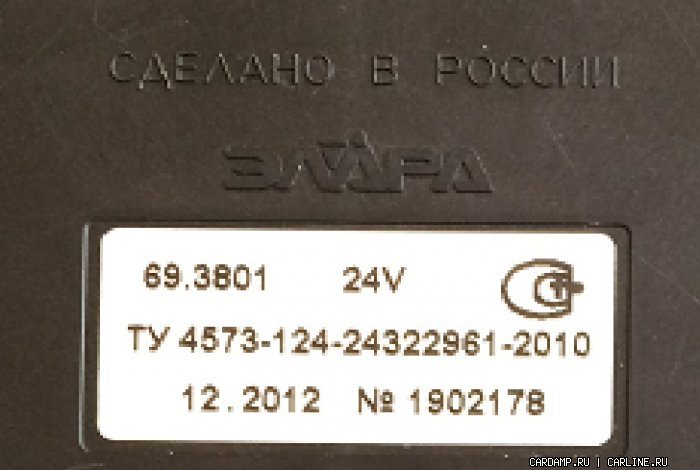 СДЕЛАНО В РОССИИ
ЭЛАРА
69.3801 24V
ТУ 4573-124-24322961-2010
12.2012 № 1902178
CARDAMP.RU | CARLINE.RU